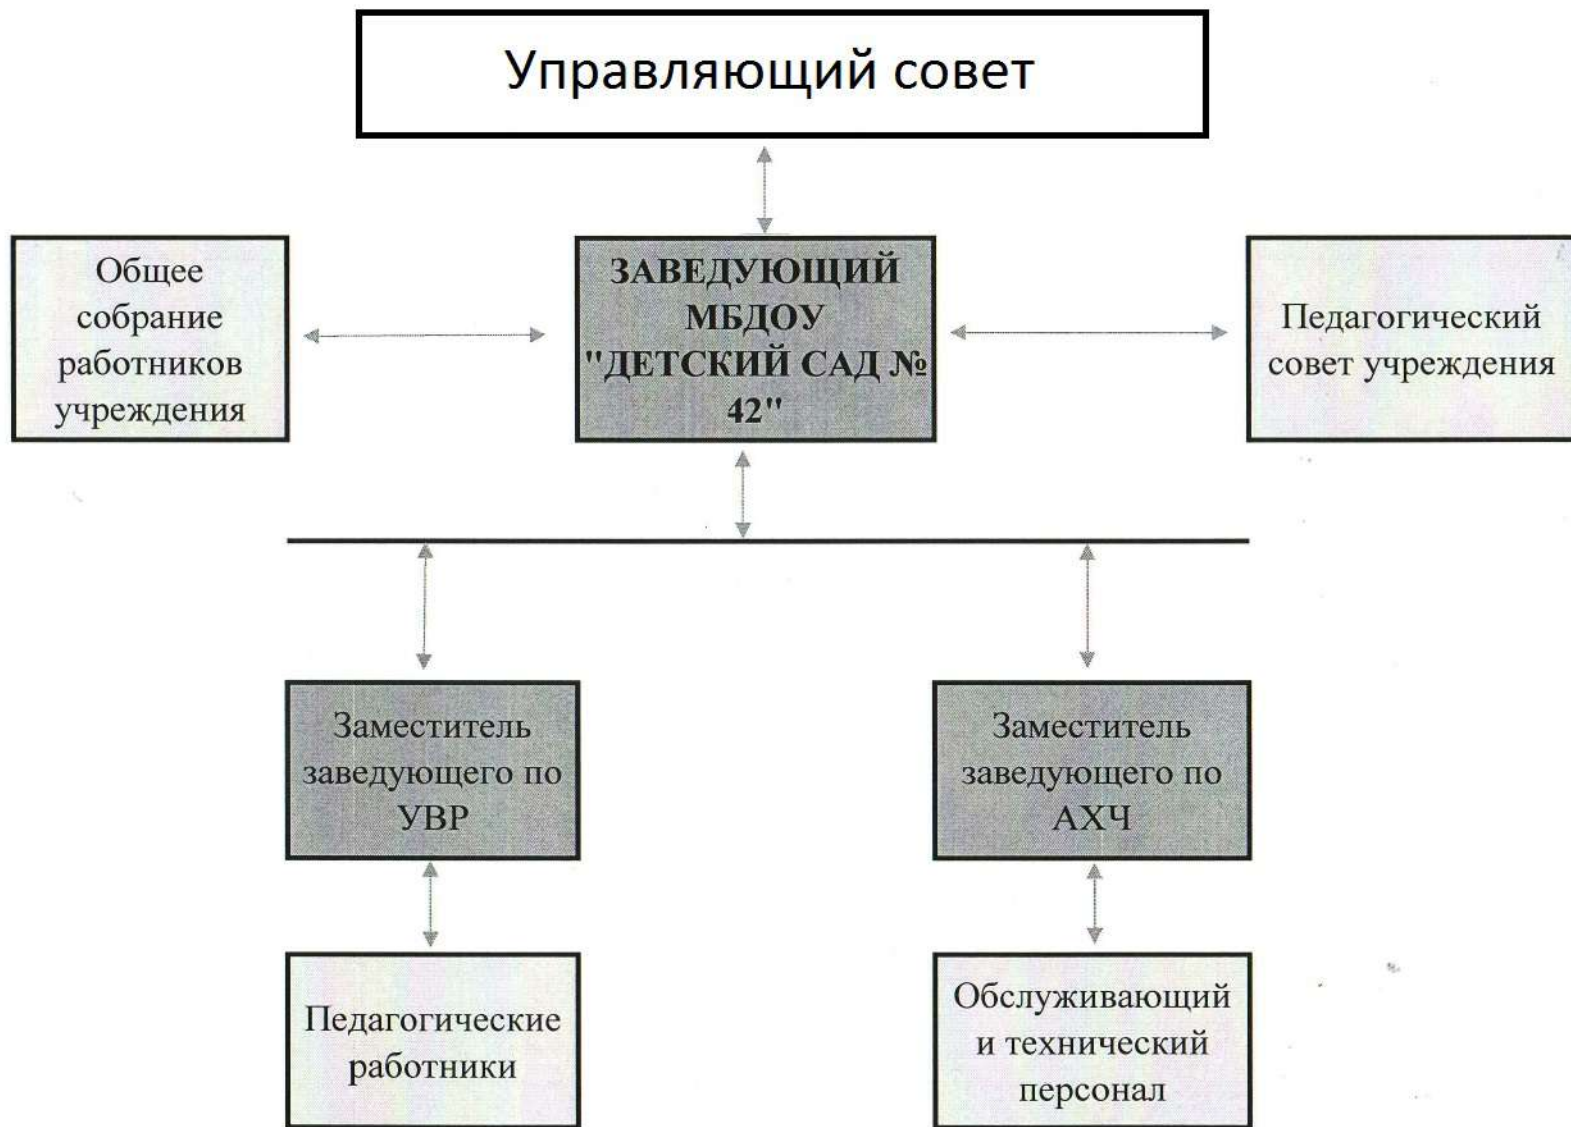 Управляющий совет
Общее
собрание
работников
учреждения
ЗАВЕДУЮЩИЙ
МБДОУ
"ДЕТСКИЙ САД №
42"
Педагогический
совет учреждения
Заместитель
заведующего по
УВР
Заместитель
заведующего по
АХЧ
Педагогические
работники
Обслуживающий
и технический
персонал